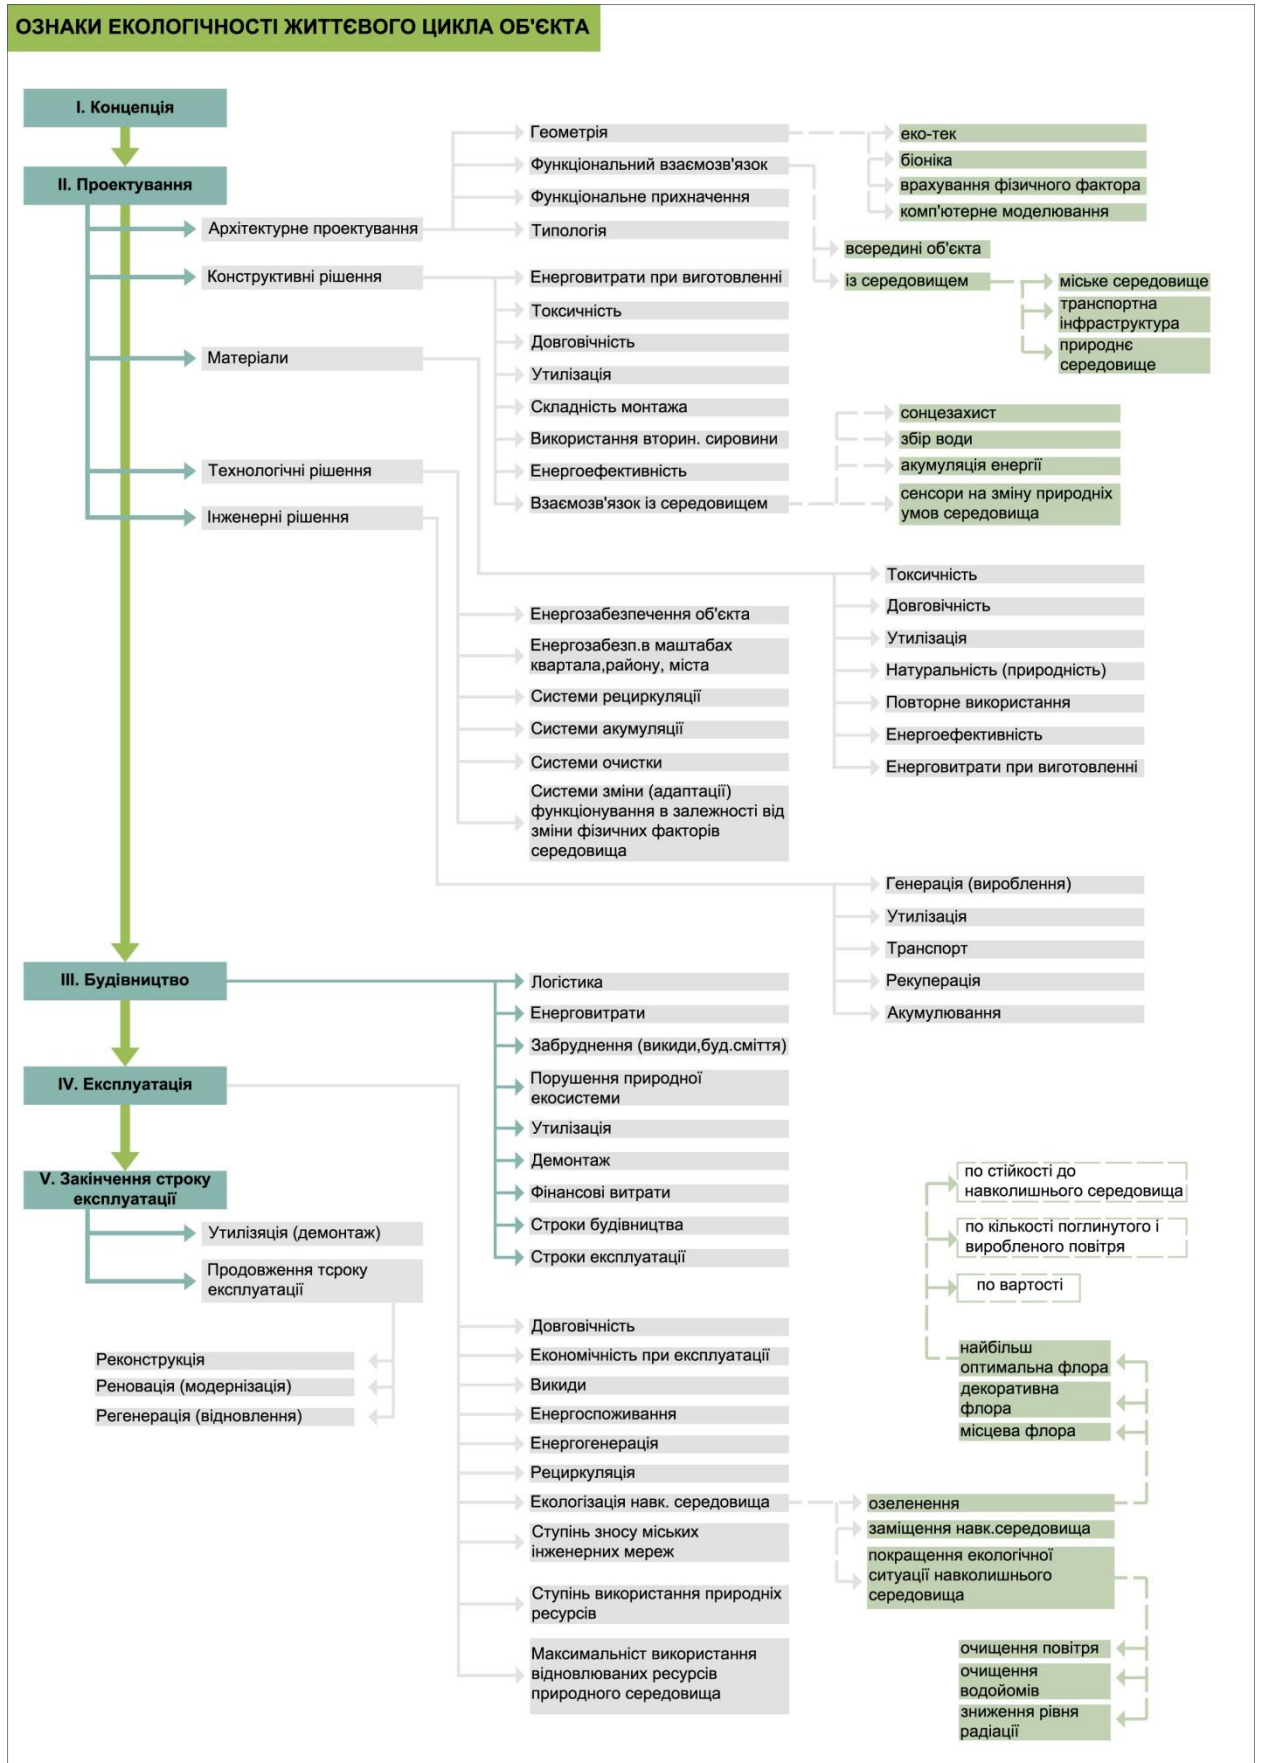 ОЗНАКИ ЕКОЛОГІЧНОСТІ ЖИТТЄВОГО ЦИКЛА ОБ'ЄКТА
І. Концепція
ІІ. Проектування
Архітектурне проектування
Геометрія
еко-тек
біоніка
врахування фізичного фактора
комп'ютерне моделювання
Функціональний взаємозв'язок
всередині об'єкта
із середовищем
міське середовище
транспортна
інфраструктура
природнє
середовище
Функціональне прихначення
Типологія
Конструктивні рішення
Енерговитрати при виготовленні
Токсичність
Довговічність
Утилізація
Складність монтажа
Використання вторин. сировини
Енергоефективність
Взаємозв'язок із середовищем
сонцезахист
збір води
акумуляція енергії
сенсори на зміну природніх
умов середовища
Матеріали
Токсичність
Довговічність
Утилізація
Натуральність (природність)
Повторне використання
Енергоефективність
Енерговитрати при виготовленні
Технологічні рішення
Енергозабезпечення об'єкта
Енергозабезп.в маштабах
квартала,району, міста
Системи рециркуляції
Системи акумуляції
Системи очистки
Системи зміни (адаптації)
функціонування в залежності від
зміни фізичних факторів
середовища
Інженерні рішення
Генерація (вироблення)
Утилізація
Транспорт
Рекуперація
Акумулювання
ІІІ. Будівництво
Логістика
Енерговитрати
Забруднення (викиди,буд.сміття)
Порушення природної
екосистеми
Утилізація
Демонтаж
Фінансові витрати
Строки будівництва
Строки експлуатації
IV. Експлуатація
Довговічність
Економічність при експлуатації
Викиди
Енергоспоживання
Енергогенерація
Рециркуляція
Екологізація навк. середовища
Ступінь зносу міських
інженерних мереж
Ступінь використання природніх
ресурсів
Максимальніст використання
відновлюваних ресурсів
природного середовища
по стійкості до
навколишнього середовища
по кількості поглинутого і
виробленого повітря
по вартості
найбільш
оптимальна флора
декоративна
флора
місцева флора
озеленення
заміщення навк.середовища
покращення екологічної
ситуації навколишнього
середовища
очищення повітря
очищення
водойомів
зниження рівня
радіації
V. Закінчення строку
експлуатації
Утилізяція (демонтаж)
Продовження тсроку
експлуатації
Реконструкція
Реновація (модернізація)
Регенерація (відновлення)